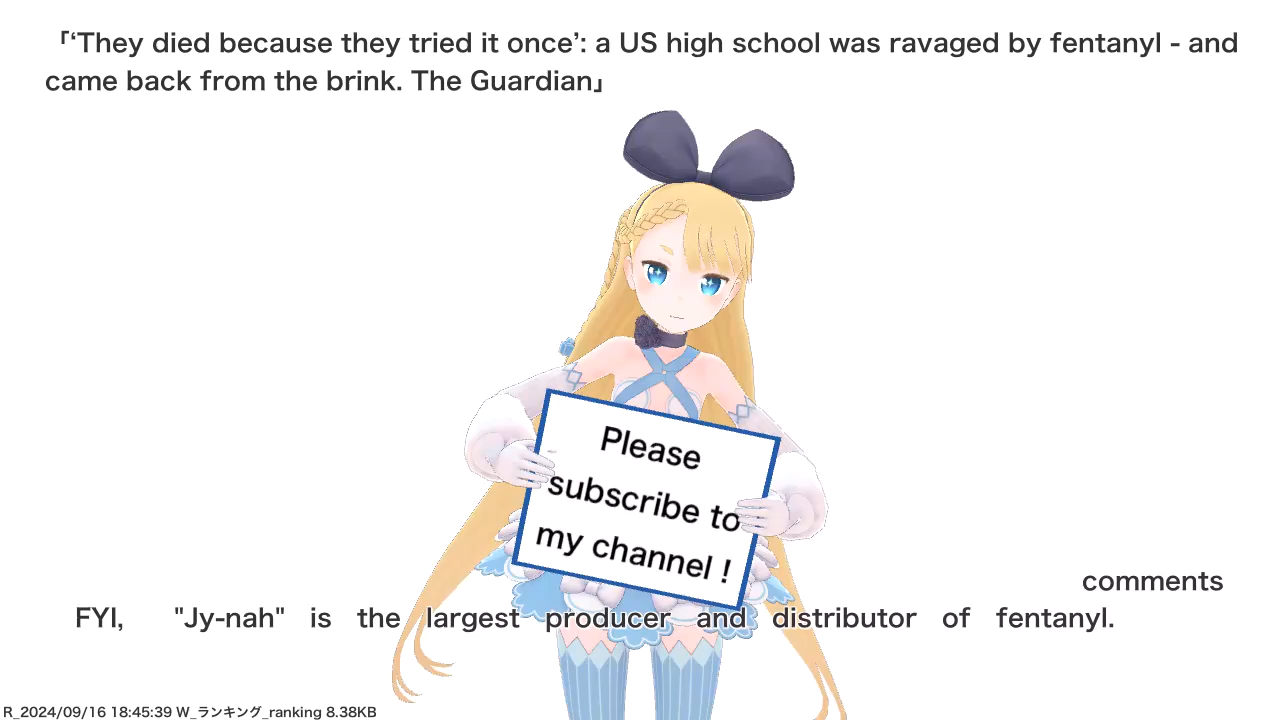 「‘They died because they tried it once’: a US high school was ravaged by fentanyl - and
came back from the brink. The Guardian」
Please
subscribe to
my channel !
comments
FYI, "Jy-nah" is the largest producer and distributor of fentanyl.
R_2024/09/16 18:45:39 W_ランキング_ranking 8.38KB